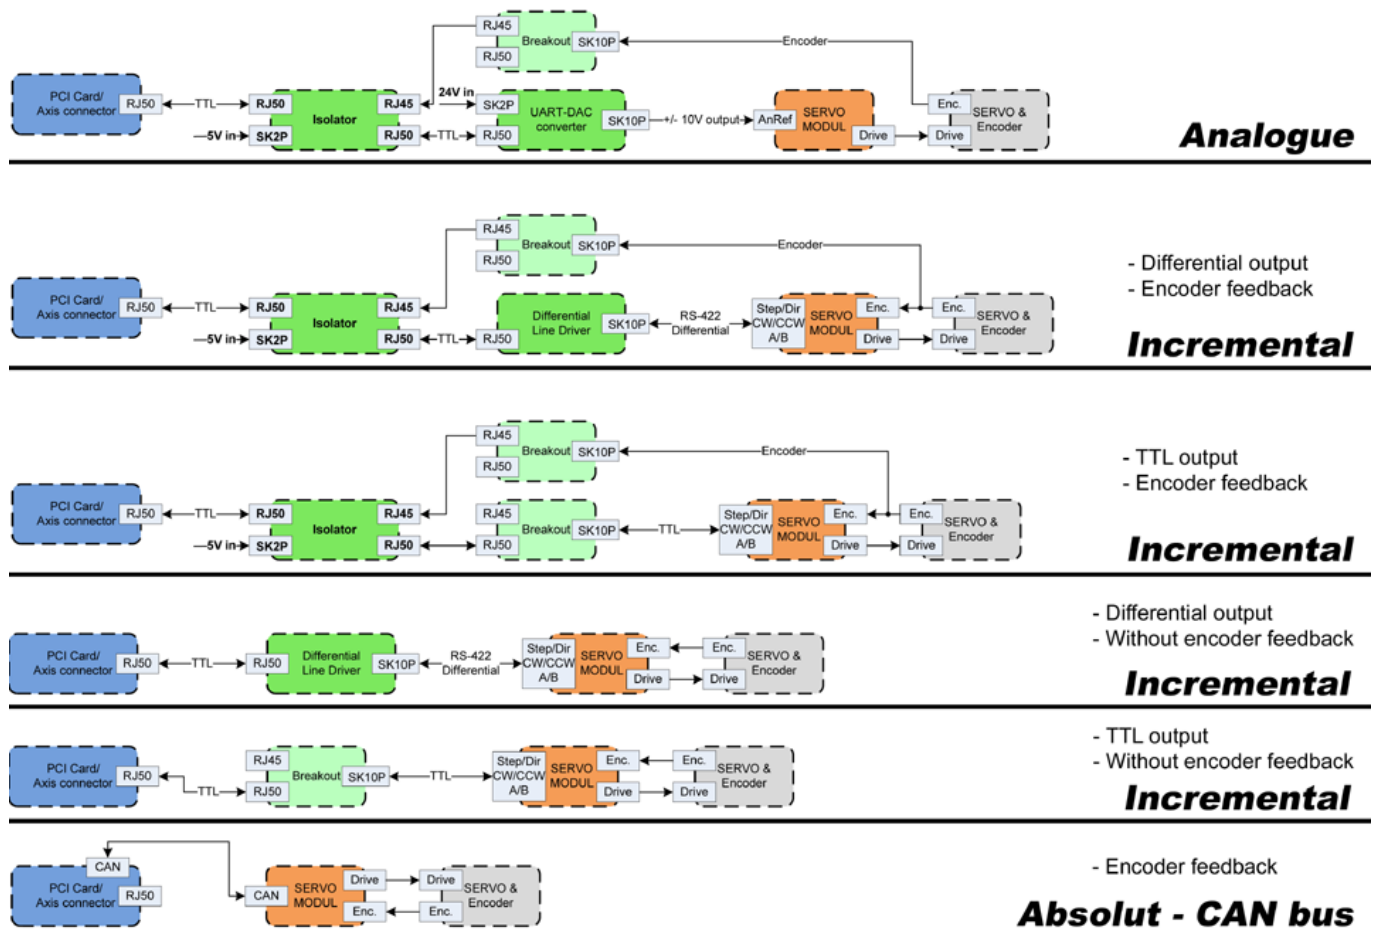 RJ45
Breakout
SK10P
Encoder
RJ50
PCI Card/
Axis connector
RJ50
TTL
RJ50
Isolator
RJ45
24V in
SK2P
UART-DAC
converter
SK10P
+/- 10V output
AnRef
SERVO
MODUL
Enc.
SERVO &
Encoder
5V in
SK2P
RJ50
TTL
RJ50
Drive
Drive
Analogue
RJ45
Breakout
SK10P
Encoder
RJ50
- Differential output
- Encoder feedback
PCI Card/
Axis connector
RJ50
TTL
RJ50
Isolator
RJ45
Differential
Line Driver
SK10P
RS-422
Differential
Step/Dir
CW/CCW
A/B
SERVO
MODUL
Enc.
Enc.
SERVO &
Encoder
5V in
SK2P
RJ50
TTL
RJ50
Drive
Drive
Incremental
RJ45
Breakout
SK10P
Encoder
RJ50
- TTL output
- Encoder feedback
PCI Card/
Axis connector
RJ50
TTL
RJ50
Isolator
RJ45
RJ45
Breakout
SK10P
TTL
Step/Dir
CW/CCW
A/B
SERVO
MODUL
Enc.
Enc.
SERVO &
Encoder
5V in
SK2P
RJ50
RJ50
Drive
Drive
Incremental
- Differential output
- Without encoder feedback
PCI Card/
Axis connector
RJ50
TTL
RJ50
Differential
Line Driver
SK10P
RS-422
Differential
Step/Dir
CW/CCW
A/B
SERVO
MODUL
Enc.
Enc.
SERVO &
Encoder
Drive
Drive
Incremental
- TTL output
- Without encoder feedback
PCI Card/
Axis connector
RJ50
TTL
RJ45
RJ50
Breakout
SK10P
TTL
Step/Dir
CW/CCW
A/B
SERVO
MODUL
Enc.
Enc.
SERVO &
Encoder
Drive
Drive
Incremental
CAN
PCI Card/
Axis connector
RJ50
CAN
SERVO
MODUL
Drive
Drive
SERVO &
Encoder
Enc.
Enc.
- Encoder feedback
Absolut - CAN bus